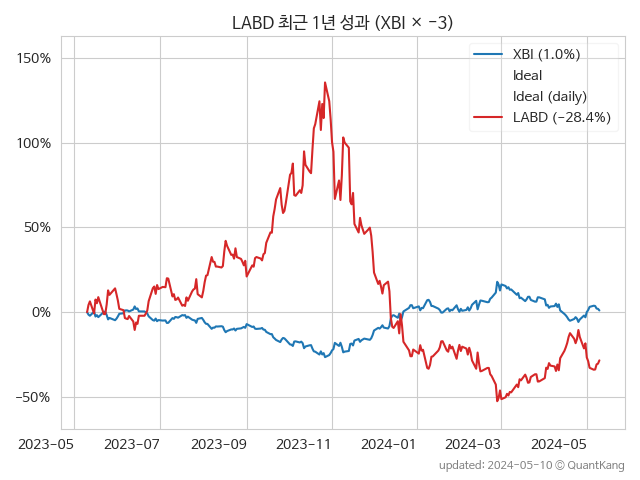 LABD 최근 1년 성과 (XBI × −3)
XBI (1.0%)
Ideal
Ideal (daily)
LABD (−28.4%)
150%
100%
50%
0%
−50%
2023-05 2023-07 2023-09 2023-11 2024-01 2024-03 2024-05
updated: 2024-05-10 © QuantKang